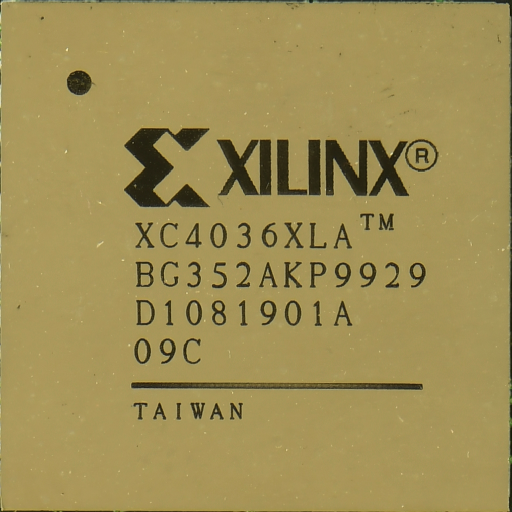 XILINX®
XC4036XLA™
BG352AKP9929
D1081901A
09C
TAIWAN